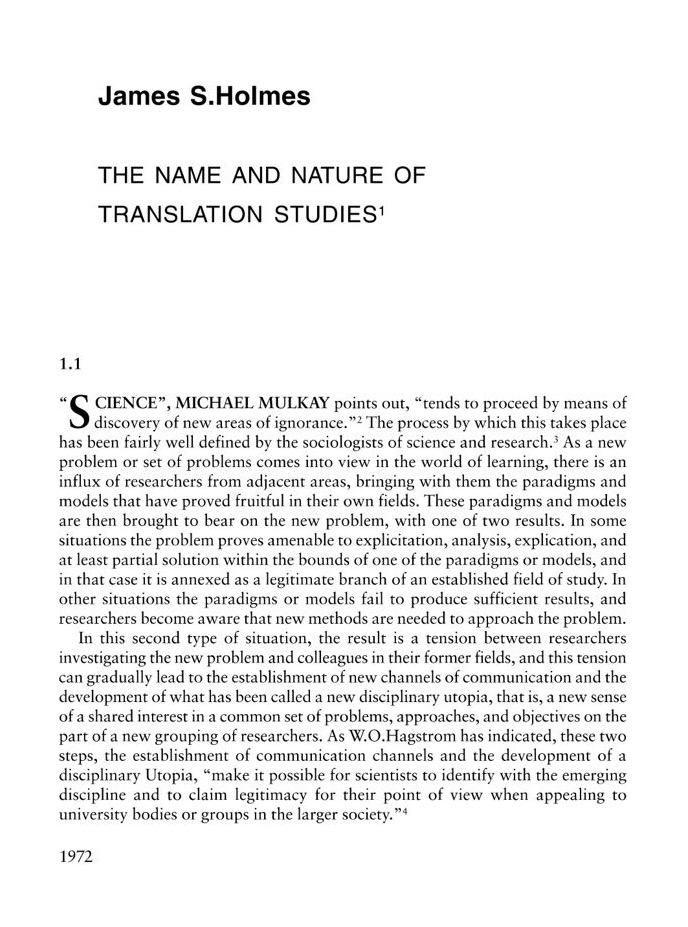 James S.Holmes
THE NAME AND NATURE OF
TRANSLATION STUDIES¹
1.1
“SCIENCE”, MICHAEL MULKAY points out, “tends to proceed by means of
discovery of new areas of ignorance.”² The process by which this takes place
has been fairly well defined by the sociologists of science and research.³ As a new
problem or set of problems comes into view in the world of learning, there is an
influx of researchers from adjacent areas, bringing with them the paradigms and
models that have proved fruitful in their own fields. These paradigms and models
are then brought to bear on the new problem, with one of two results. In some
situations the problem proves amenable to explicitation, analysis, explication, and
at least partial solution within the bounds of one of the paradigms or models, and
in that case it is annexed as a legitimate branch of an established field of study. In
other situations the paradigms or models fail to produce sufficient results, and
researchers become aware that new methods are needed to approach the problem.
In this second type of situation, the result is a tension between researchers
investigating the new problem and colleagues in their former fields, and this tension
can gradually lead to the establishment of new channels of communication and the
development of what has been called a new disciplinary utopia, that is, a new sense
of a shared interest in a common set of problems, approaches, and objectives on the
part of a new grouping of researchers. As W.O.Hagstrom has indicated, these two
steps, the establishment of communication channels and the development of a
disciplinary Utopia, “make it possible for scientists to identify with the emerging
discipline and to claim legitimacy for their point of view when appealing to
university bodies or groups in the larger society.”⁴
1972